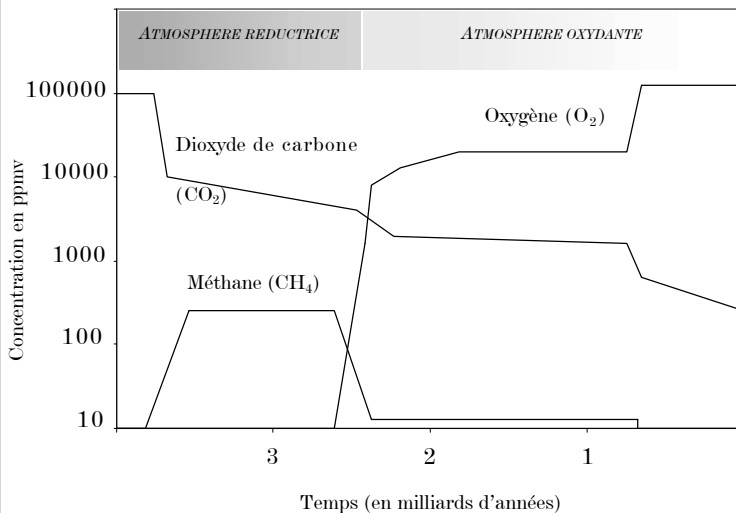 ATMOSPHERE REDUCTRICE
ATMOSPHERE OXYDANTE
100000
10000
1000
100
10
Concentration en ppmv
Oxygène (O₂)
Dioxyde de carbone
(CO₂)
Méthane (CH₄)
3
2
1
Temps (en milliards d'années)